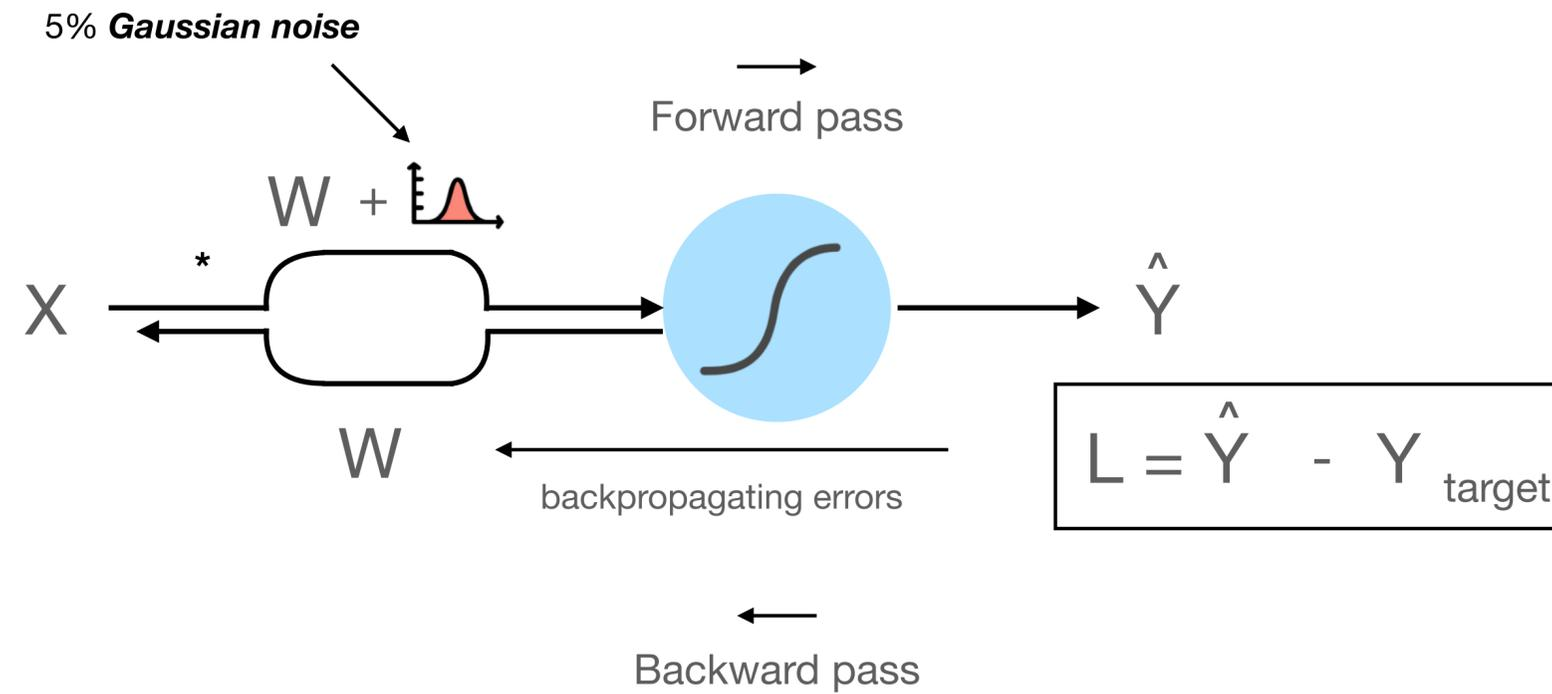 5% Gaussian noise
Forward pass
W +
*
X
Ŷ
W
backpropagating errors
L = Ŷ - Y target
Backward pass